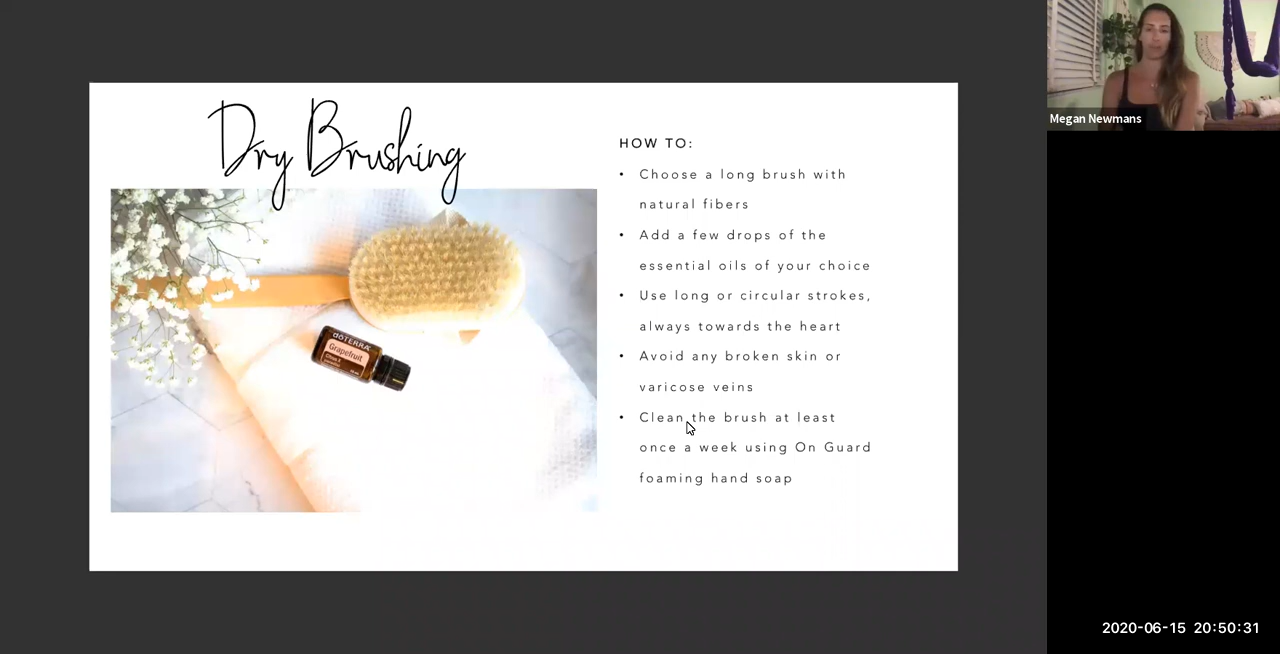 Dry Brushing
dōTERRA
Grapefruit
HOW TO:
• Choose a long brush with
natural fibers
• Add a few drops of the
essential oils of your choice
• Use long or circular strokes,
always towards the heart
• Avoid any broken skin or
varicose veins
• Clean the brush at least
once a week using On Guard
foaming hand soap
Megan Newmans
2020-06-15 20:50:31